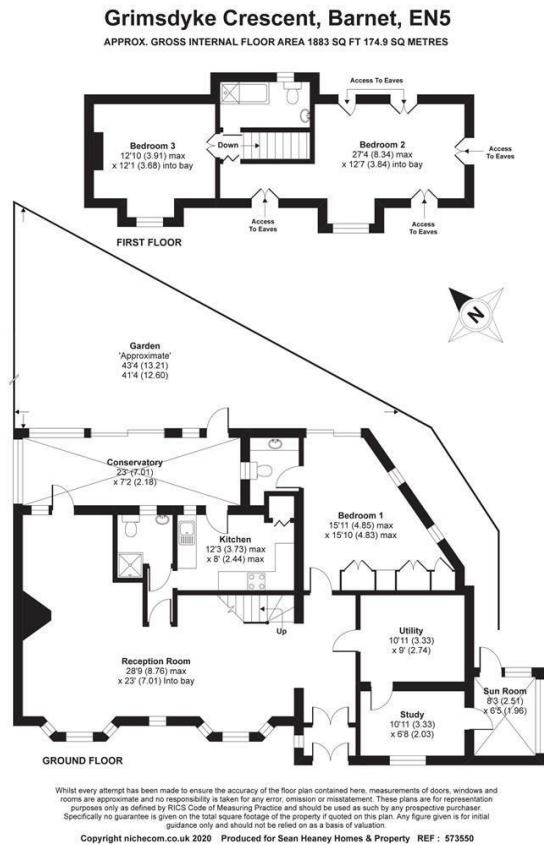 Grimsdyke Crescent, Barnet, EN5
APPROX. GROSS INTERNAL FLOOR AREA 1883 SQ FT 174.9 SQ METRES
Access To Eaves
Bedroom 3
12'10 (3.91) max
x 12'1 (3.68) into bay
Down
Bedroom 2
27'4 (8.34) max
x 12'7 (3.84) into bay
Access
To Eaves
Access
To Eaves
Access
To Eaves
FIRST FLOOR
N
Garden
'Approximate'
43'4 (13.21)
41'4 (12.60)
Conservatory
23' (7.01)
x 7'2 (2.18)
Kitchen
12'3 (3.73) max
x 8' (2.44) max
Bedroom 1
15'11 (4.85) max
x 15'10 (4.83) max
Up
Utility
10'11 (3.33)
x 9' (2.74)
Reception Room
28'9 (8.76) max
x 23' (7.01) Into bay
Study
10'11 (3.33)
x 6'8 (2.03)
Sun Room
8'3 (2.51)
x 6'5 (1.96)
GROUND FLOOR
Whilst every attempt has been made to ensure the accuracy of the floor plan contained here, measurements of doors, windows and
rooms are approximate and no responsibility is taken for any error, omission or misstatement. These plans are for representation
purposes only as defined by RICS Code of Measuring Practice and should be used as such by any prospective purchaser.
Specifically no guarantee is given on the total square footage of the property if quoted on this plan. Any figure given is for initial
guidance only and should not be relied on as a basis of valuation.
Copyright nichecom.co.uk 2020 Produced for Sean Heaney Homes & Property REF : 573550